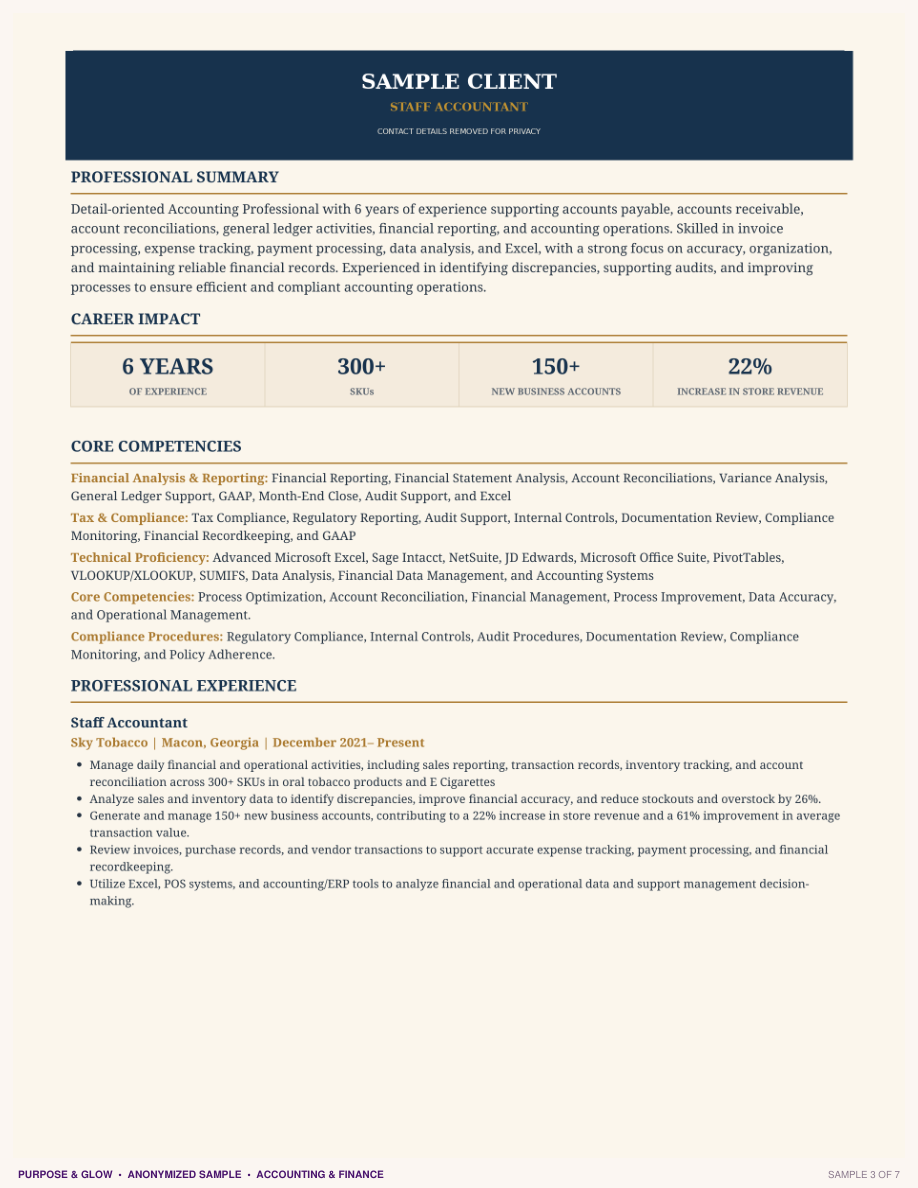 SAMPLE CLIENT
STAFF ACCOUNTANT
CONTACT DETAILS REMOVED FOR PRIVACY
PROFESSIONAL SUMMARY
Detail-oriented Accounting Professional with 6 years of experience supporting accounts payable, accounts receivable,
account reconciliations, general ledger activities, financial reporting, and accounting operations. Skilled in invoice
processing, expense tracking, payment processing, data analysis, and Excel, with a strong focus on accuracy, organization,
and maintaining reliable financial records. Experienced in identifying discrepancies, supporting audits, and improving
processes to ensure efficient and compliant accounting operations.
CAREER IMPACT
6 YEARS
OF EXPERIENCE
300+
SKUs
150+
NEW BUSINESS ACCOUNTS
22%
INCREASE IN STORE REVENUE
CORE COMPETENCIES
Financial Analysis & Reporting: Financial Reporting, Financial Statement Analysis, Account Reconciliations, Variance Analysis,
General Ledger Support, GAAP, Month-End Close, Audit Support, and Excel
Tax & Compliance: Tax Compliance, Regulatory Reporting, Audit Support, Internal Controls, Documentation Review, Compliance
Monitoring, Financial Recordkeeping, and GAAP
Technical Proficiency: Advanced Microsoft Excel, Sage Intacct, NetSuite, JD Edwards, Microsoft Office Suite, PivotTables,
VLOOKUP/XLOOKUP, SUMIFS, Data Analysis, Financial Data Management, and Accounting Systems
Core Competencies: Process Optimization, Account Reconciliation, Financial Management, Process Improvement, Data Accuracy,
and Operational Management.
Compliance Procedures: Regulatory Compliance, Internal Controls, Audit Procedures, Documentation Review, Compliance
Monitoring, and Policy Adherence.
PROFESSIONAL EXPERIENCE
Staff Accountant
Sky Tobacco | Macon, Georgia | December 2021– Present
• Manage daily financial and operational activities, including sales reporting, transaction records, inventory tracking, and account
reconciliation across 300+ SKUs in oral tobacco products and E Cigarettes
• Analyze sales and inventory data to identify discrepancies, improve financial accuracy, and reduce stockouts and overstock by 26%.
• Generate and manage 150+ new business accounts, contributing to a 22% increase in store revenue and a 61% improvement in average
transaction value.
• Review invoices, purchase records, and vendor transactions to support accurate expense tracking, payment processing, and financial
recordkeeping.
• Utilize Excel, POS systems, and accounting/ERP tools to analyze financial and operational data and support management decision-
making.
PURPOSE & GLOW • ANONYMIZED SAMPLE • ACCOUNTING & FINANCE
SAMPLE 3 OF 7